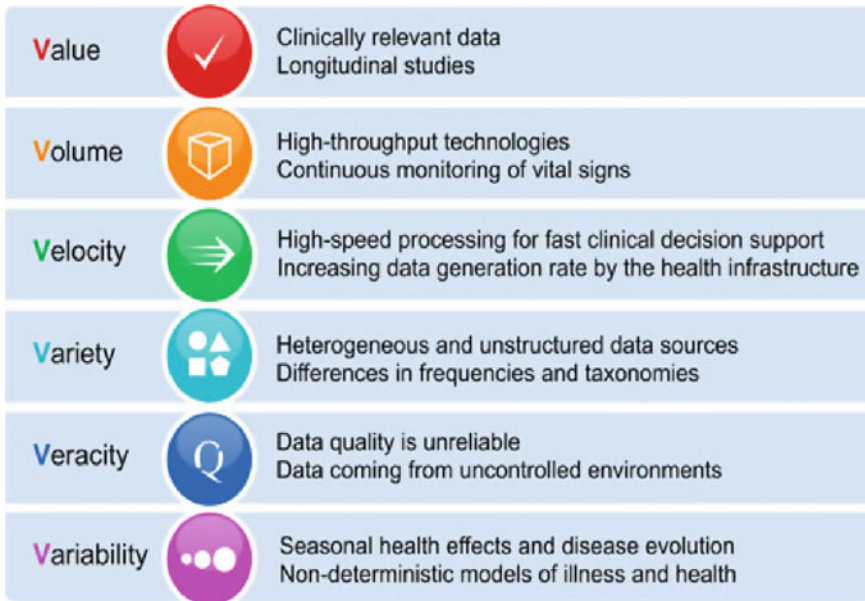 Value
Clinically relevant data
Longitudinal studies
Volume
High-throughput technologies
Continuous monitoring of vital signs
Velocity
High-speed processing for fast clinical decision support
Increasing data generation rate by the health infrastructure
Variety
Heterogeneous and unstructured data sources
Differences in frequencies and taxonomies
Veracity
Q
Data quality is unreliable
Data coming from uncontrolled environments
Variability
Seasonal health effects and disease evolution
Non-deterministic models of illness and health